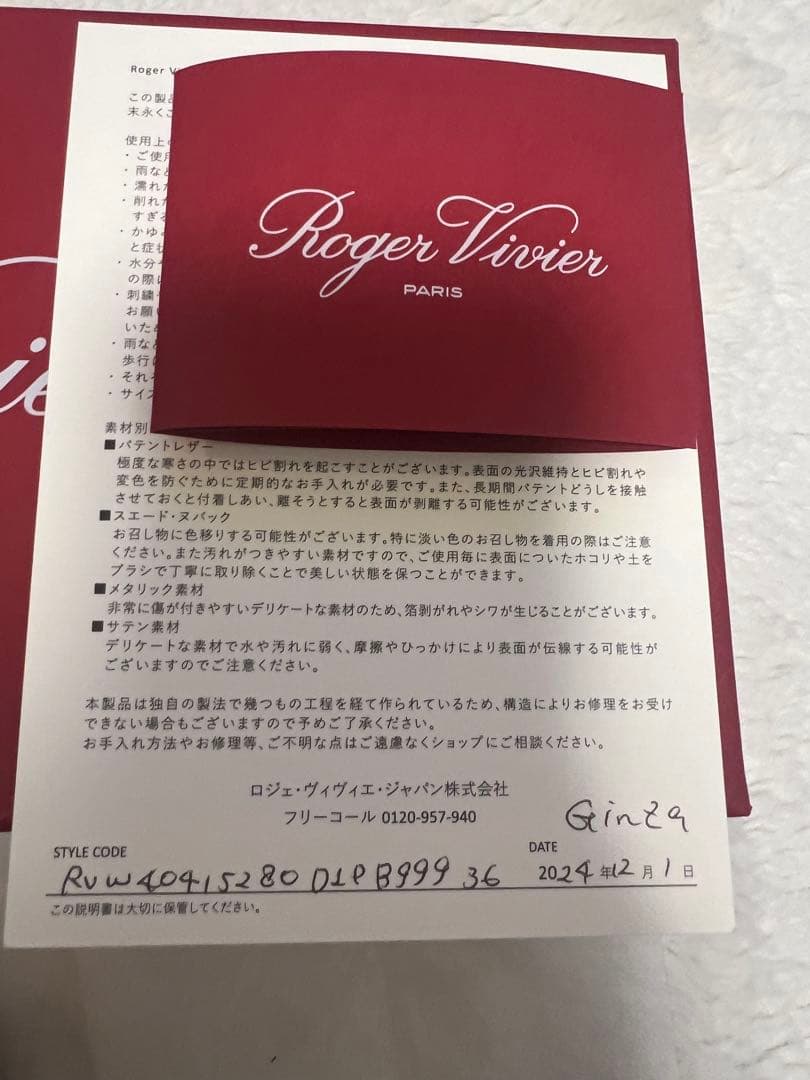 Roger Vi
この製品
末永くご
使用上の
・ご使用
・雨など
・濡れた
・削れた
すぎる
・かゆ
と症状
・水分や
の際に
・刺繍や
お願い
いため
・雨など
歩行に
・それぞ
・サイズ
Roger Vivier
PARIS
ie
素材別
■パテントレザー
極度な寒さの中ではヒビ割れを起こすことがございます。表面の光沢維持とヒビ割れや
変色を防ぐために定期的なお手入れが必要です。また、長期間パテントどうしを接触
させておくと付着しあい、離そうとすると表面が剥離する可能性がございます。
■スエード・ヌバック
お召し物に色移りする可能性がございます。特に淡い色のお召し物を着用の際はご注意
ください。また汚れがつきやすい素材ですので、ご使用毎に表面についたホコリや土を
ブラシで丁寧に取り除くことで美しい状態を保つことができます。
■メタリック素材
非常に傷が付きやすいデリケートな素材のため、箔剥がれやシワが生じることがございます。
■サテン素材
デリケートな素材で水や汚れに弱く、摩擦やひっかけにより表面が伝線する可能性が
ございますのでご注意ください。
本製品は独自の製法で幾つもの工程を経て作られているため、構造によりお修理をお受け
できない場合もございますので予めご了承ください。
お手入れ方法やお修理等、ご不明な点はご遠慮なくショップにご相談ください。
ロジェ・ヴィヴィエ・ジャパン株式会社
フリーコール 0120-957-940
Ginza
STYLE CODE
RVW40415280 D1P B999 36
DATE
2024年12月1日
この説明書は大切に保管してください。